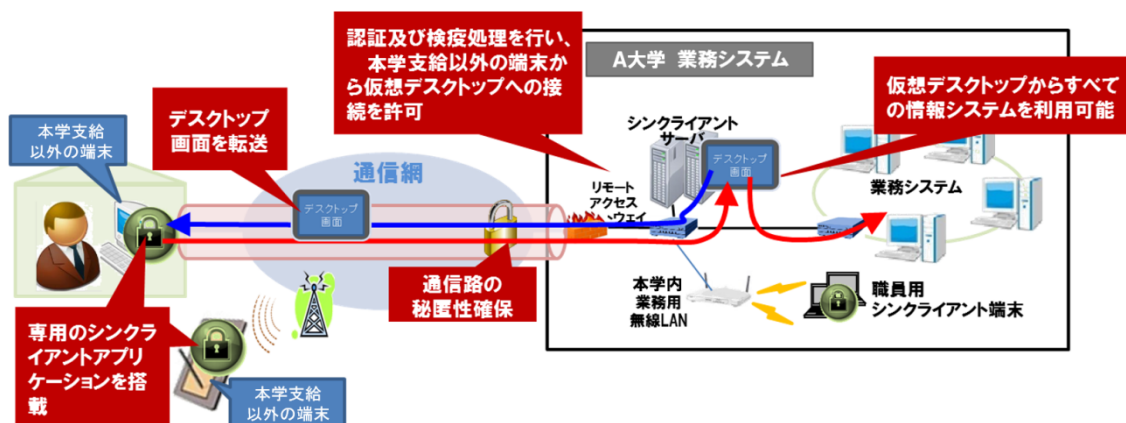 認証及び検疫処理を行い、
本学支給以外の端末か
ら仮想デスクトップへの接
続を許可
A大学 業務システム
仮想デスクトップからすべて
の情報システムを利用可能
本学支給
以外の端末
デスクトップ
画面を転送
通信網
シンクライアント
サーバ
デスクトップ
画面
業務システム
リモート
アクセス
ウェイ
デスクトップ
画面
通信路の
秘匿性確保
本学内
業務用
無線LAN
職員用
シンクライアント端末
専用のシンクラ
イアントアプリ
ケーションを搭
載
本学支給
以外の端末